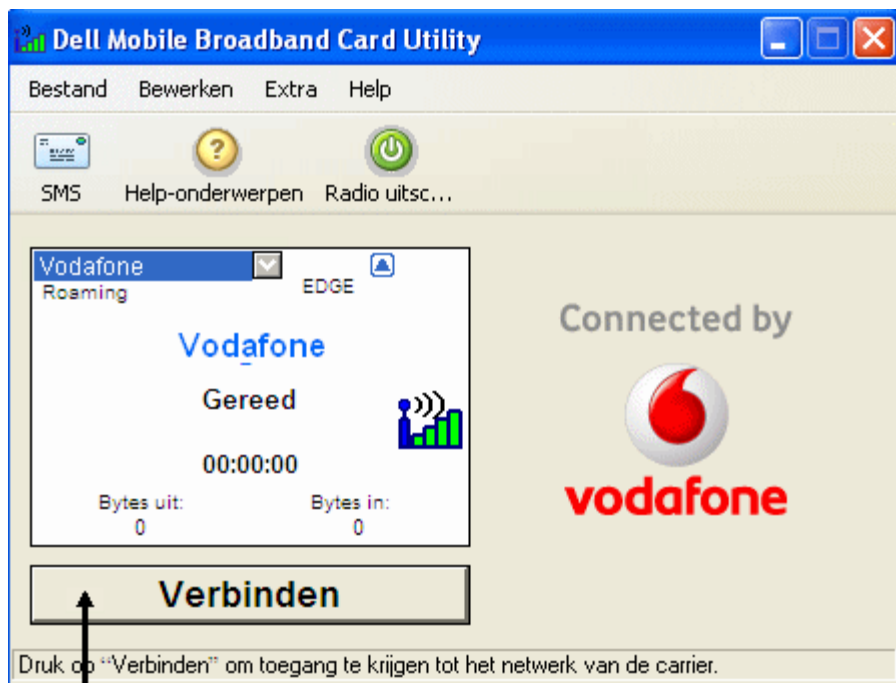 Dell Mobile Broadband Card Utility
Bestand Bewerken Extra Help
SMS Help-onderwerpen Radio uitsc...
Vodafone
Roaming EDGE
Vodafone
Gereed
00:00:00
Bytes uit: Bytes in:
0 0
Verbinden
Connected by
vodafone
Druk op “Verbinden” om toegang te krijgen tot het netwerk van de carrier.